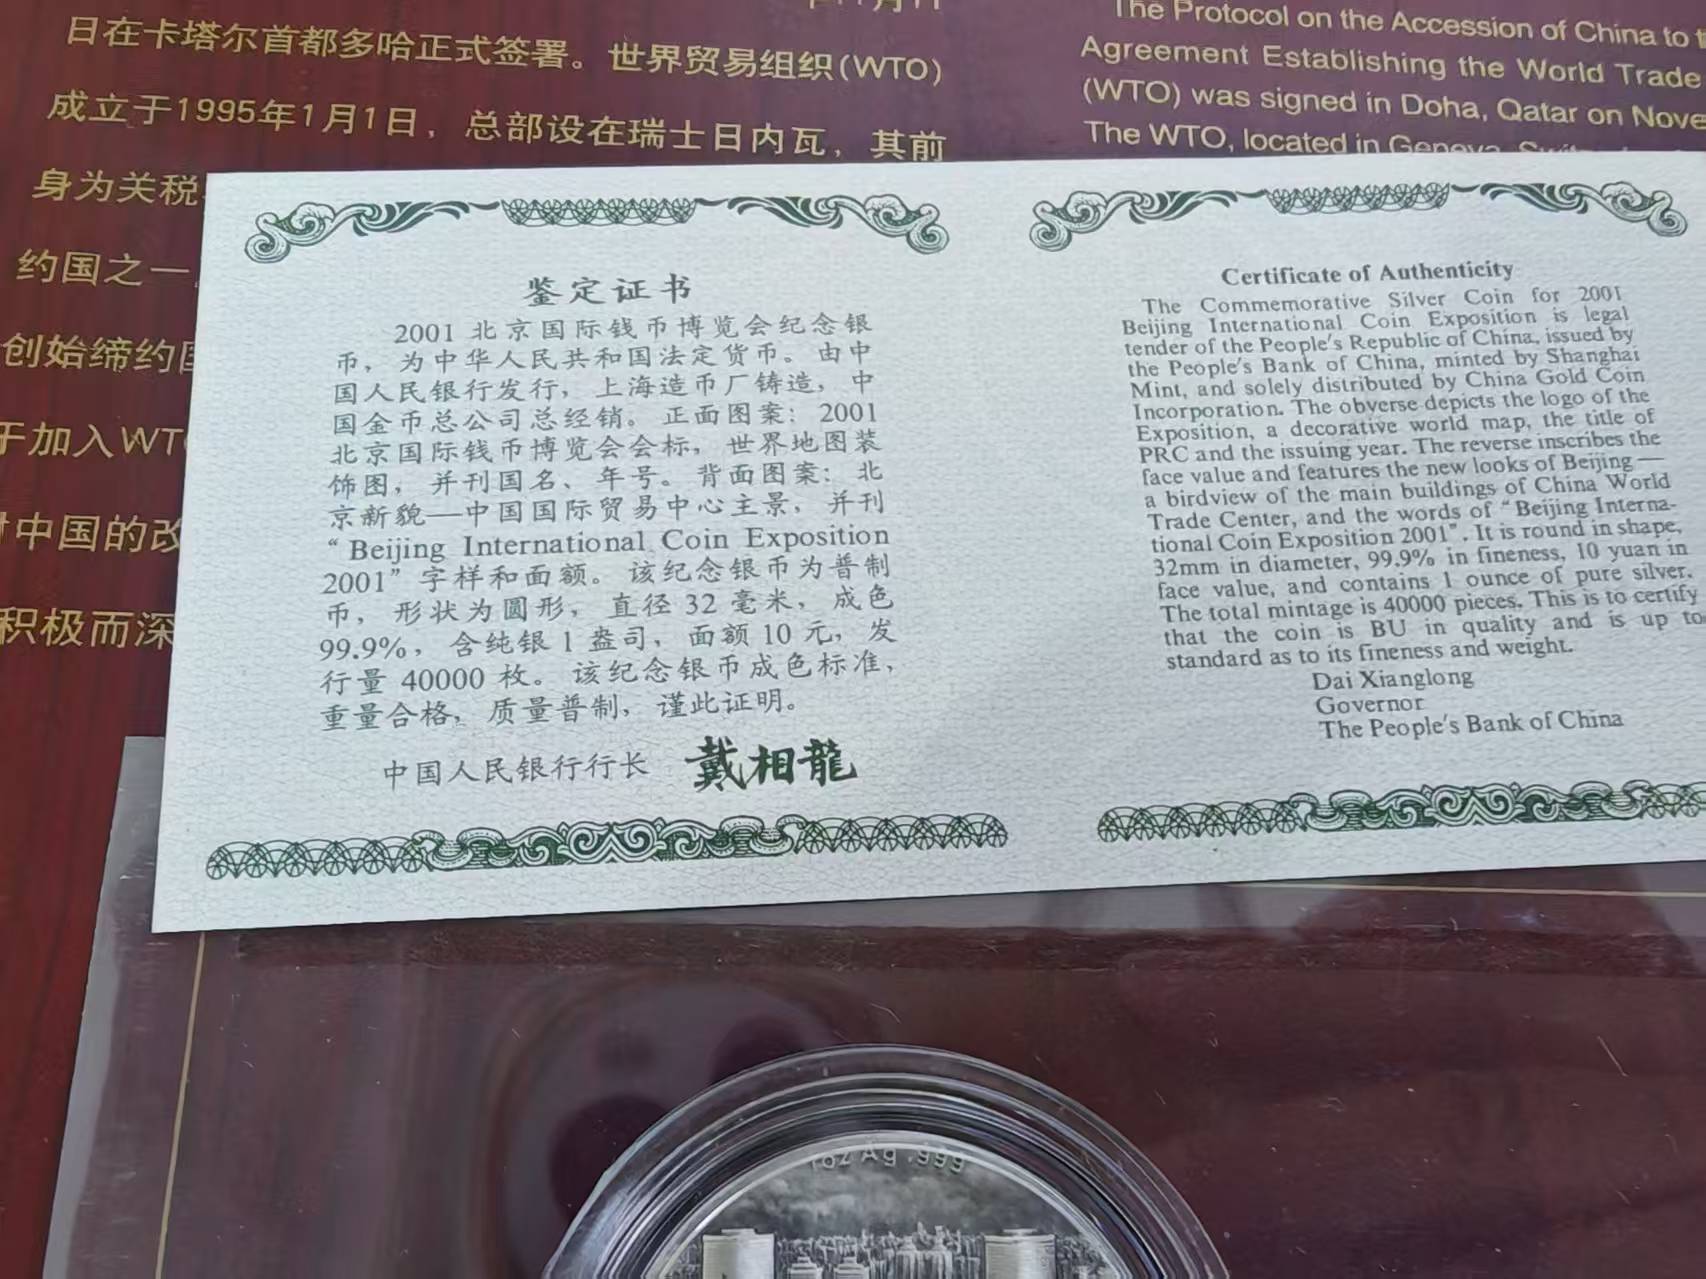 日在卡塔尔首都多哈正式签署。世界贸易组织(WTO)
成立于1995年1月1日，总部设在瑞士日内瓦，其前
身为关税
约国之一
创始缔约国
于加入WTO
对中国的改
积极而深
The Protocol on the Accession of China to
Agreement Establishing the World Trade
(WTO) was signed in Doha, Qatar on Nove
The WTO, located in Geneva,
鉴定证书
2001 北京国际钱币博览会纪念银
币，为中华人民共和国法定货币。由中
国人民银行发行，上海造币厂铸造，中
国金币总公司总经销。正面图案：2001
北京国际钱币博览会会标，世界地图装
饰图，并刊国名、年号。背面图案：北
京新貌—中国国际贸易中心主景，并刊
“Beijing International Coin Exposition
2001”字样和面额。该纪念银币为普制
币，形状为圆形，直径 32 毫米，成色
99.9%，含纯银 1 盎司，面额 10 元，发
行量 40000 枚。该纪念银币成色标准，
重量合格，质量普制，谨此证明。
中国人民银行行长 戴相龍
Certificate of Authenticity
The Commemorative Silver Coin for 2001
Beijing International Coin Exposition is legal
tender of the People's Republic of China, issued by
the People's Bank of China, minted by Shanghai
Mint, and solely distributed by China Gold Coin
Incorporation. The obverse depicts the logo of the
Exposition, a decorative world map, the title of
PRC and the issuing year. The reverse inscribes the
face value and features the new looks of Beijing —
a birdview of the main buildings of China World
Trade Center, and the words of “Beijing Interna-
tional Coin Exposition 2001”. It is round in shape,
32mm in diameter, 99.9% in fineness, 10 yuan in
face value, and contains 1 ounce of pure silver.
The total mintage is 40000 pieces. This is to certify
that the coin is BU in quality and is up to
standard as to its fineness and weight.
Dai Xianglong
Governor
The People's Bank of China
1oz Ag .999